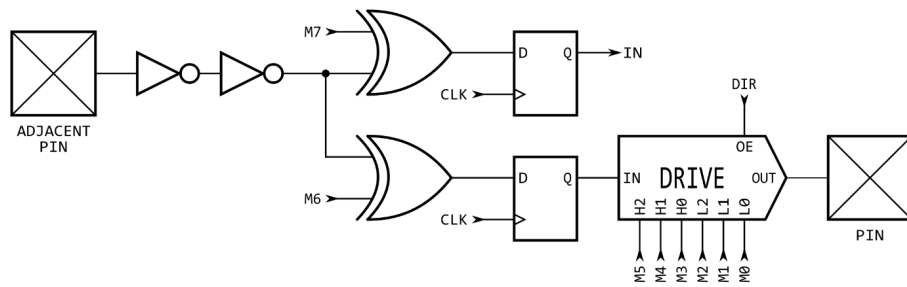 M7
D
Q
IN
CLK
ADJACENT
PIN
DIR
OE
M6
D
Q
IN
DRIVE
OUT
CLK
H2
H1
H0
L2
L1
L0
PIN
M5
M4
M3
M2
M1
M0